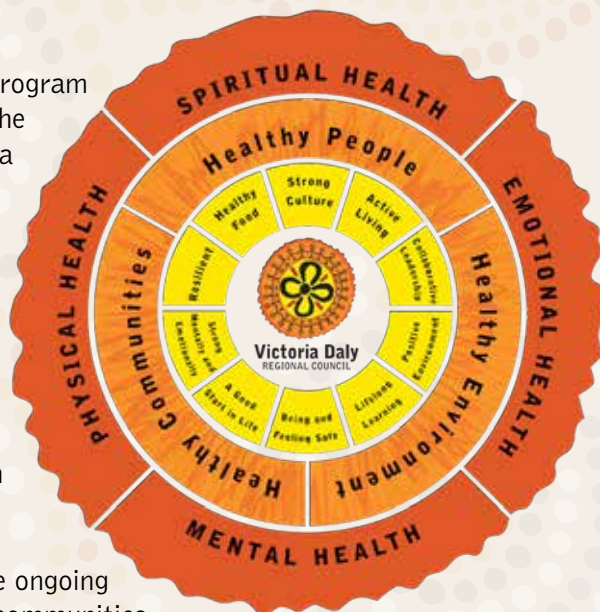 rogram
he
a
n
e ongoing
communities
SPIRITUAL HEALTH
EMOTIONAL HEALTH
MENTAL HEALTH
PHYSICAL HEALTH
Healthy People
Healthy Environment
Healthy Communities
Strong
Culture
Active
Living
Collaborative
Leadership
Positive
Environment
Lifelong
Learning
Being and
Feeling Safe
A Good
Start in Life
Strong
Mentally and
Emotionally
Resilient
Healthy
Food
Victoria Daly
REGIONAL COUNCIL